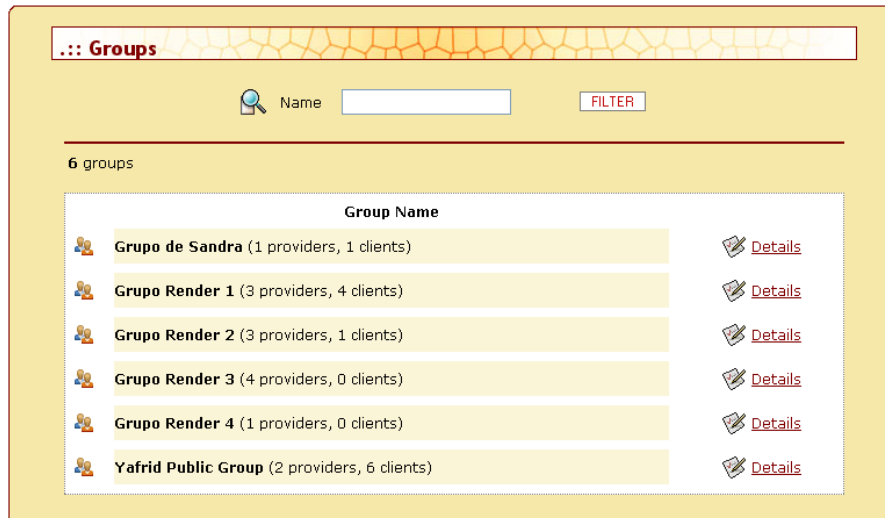 .:: Groups
Name FILTER
6 groups
Group Name
Grupo de Sandra (1 providers, 1 clients) Details
Grupo Render 1 (3 providers, 4 clients) Details
Grupo Render 2 (3 providers, 1 clients) Details
Grupo Render 3 (4 providers, 0 clients) Details
Grupo Render 4 (1 providers, 0 clients) Details
Yafrid Public Group (2 providers, 6 clients) Details